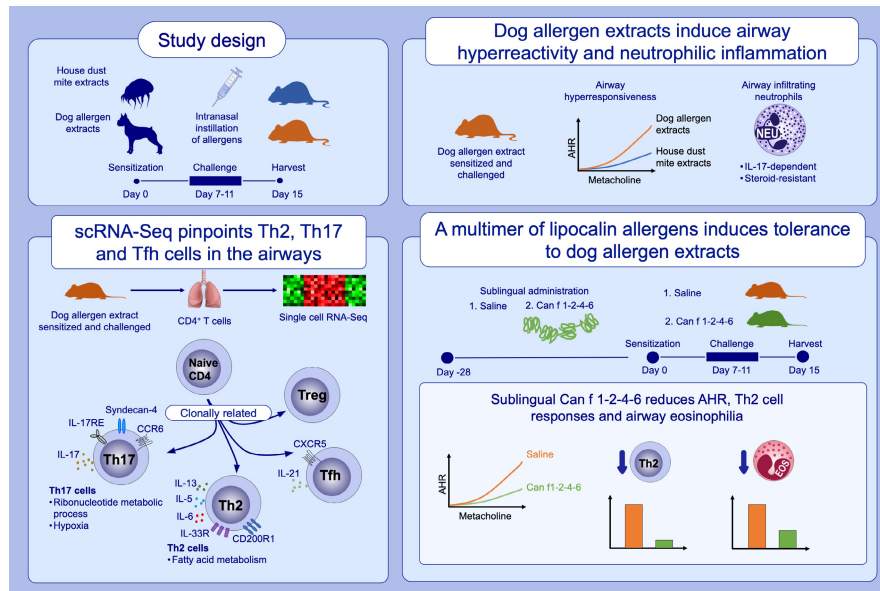 Study design
House dust
mite extracts
Dog allergen
extracts
Intranasal
instillation
of allergens
Sensitization
Challenge
Harvest
Day 0
Day 7-11
Day 15
Dog allergen extracts induce airway
hyperreactivity and neutrophilic inflammation
Dog allergen extract
sensitized and
challenged
Airway
hyperresponsiveness
AHR
Metacholine
Dog allergen
extracts
House dust
mite extracts
Airway infiltrating
neutrophils
NEU
•IL-17-dependent
•Steroid-resistant
scRNA-Seq pinpoints Th2, Th17
and Tfh cells in the airways
Dog allergen extract
sensitized and challenged
CD4⁺ T cells
Single cell RNA-Seq
Naive
CD4
Clonally related
Treg
Syndecan-4
IL-17RE
CCR6
IL-17
Th17
Th17 cells
•Ribonucleotide metabolic
process
•Hypoxia
CXCR5
IL-21
Tfh
IL-13
IL-5
IL-6
IL-33R
Th2
CD200R1
Th2 cells
•Fatty acid metabolism
A multimer of lipocalin allergens induces tolerance
to dog allergen extracts
Sublingual administration
1. Saline
2. Can f 1-2-4-6
1. Saline
2. Can f 1-2-4-6
Sensitization
Challenge
Harvest
Day -28
Day 0
Day 7-11
Day 15
Sublingual Can f 1-2-4-6 reduces AHR, Th2 cell
responses and airway eosinophilia
AHR
Metacholine
Saline
Can f1-2-4-6
Th2
EOS